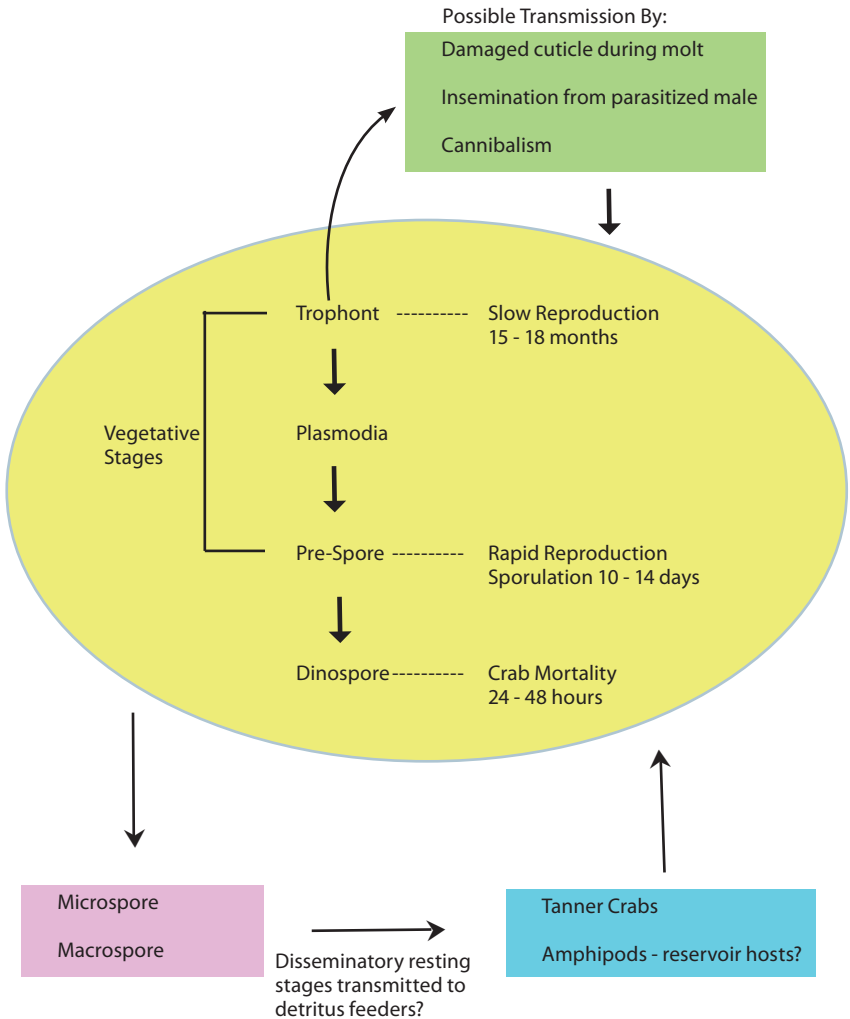 Possible Transmission By:
Damaged cuticle during molt
Insemination from parasitized male
Cannibalism
Trophont ---------- Slow Reproduction
15 - 18 months
Vegetative
Stages
Plasmodia
Pre-Spore ---------- Rapid Reproduction
Sporulation 10 - 14 days
Dinospore ---------- Crab Mortality
24 - 48 hours
Microspore
Macrospore
Disseminatory resting
stages transmitted to
detritus feeders?
Tanner Crabs
Amphipods - reservoir hosts?